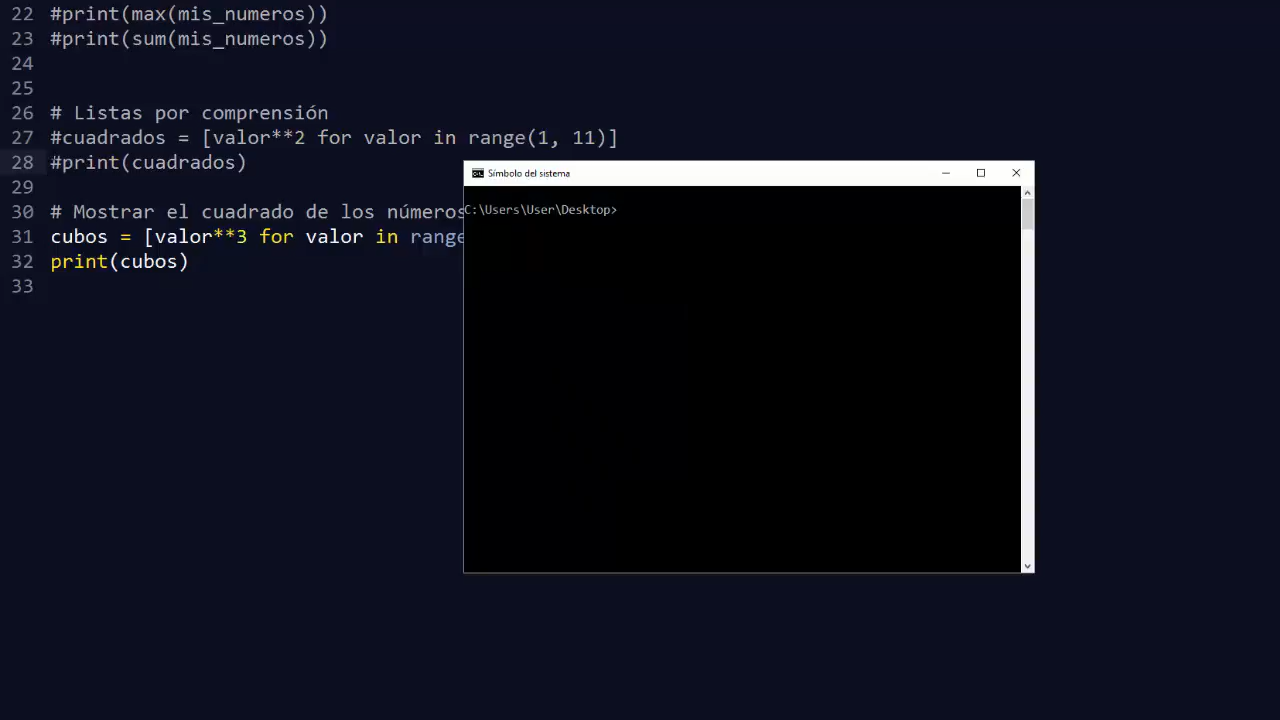 22 #print(max(mis_numeros))
23 #print(sum(mis_numeros))
24
25
26 # Listas por comprensión
27 #cuadrados = [valor**2 for valor in range(1, 11)]
28 #print(cuadrados)
29
30 # Mostrar el cuadrado de los números
31 cubos = [valor**3 for valor in range
32 print(cubos)
33
Símbolo del sistema
C:\Users\User\Desktop>